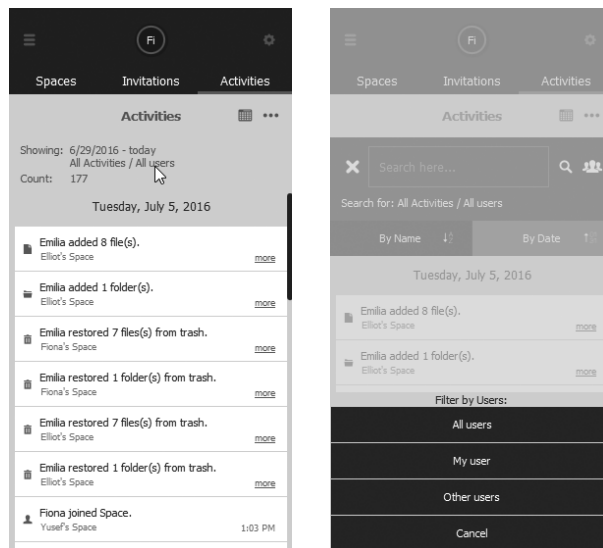 Fi
Spaces Invitations Activities
Activities
Showing: 6/29/2016 - today
All Activities / All users
Count: 177
Tuesday, July 5, 2016
Emilia added 8 file(s).
Elliot's Space more
Emilia added 1 folder(s).
Elliot's Space more
Emilia restored 7 files(s) from trash.
Fiona's Space more
Emilia restored 1 folder(s) from trash.
Fiona's Space more
Emilia restored 7 files(s) from trash.
Elliot's Space more
Emilia restored 1 folder(s) from trash.
Elliot's Space more
Fiona joined Space.
Yusef's Space 1:03 PM
Fi
Spaces Invitations Activities
Activities
Search here...
Search for: All Activities / All users
By Name By Date
Tuesday, July 5, 2016
Emilia added 8 file(s).
Elliot's Space more
Emilia added 1 folder(s).
Elliot's Space more
Filter by Users:
All users
My user
Other users
Cancel